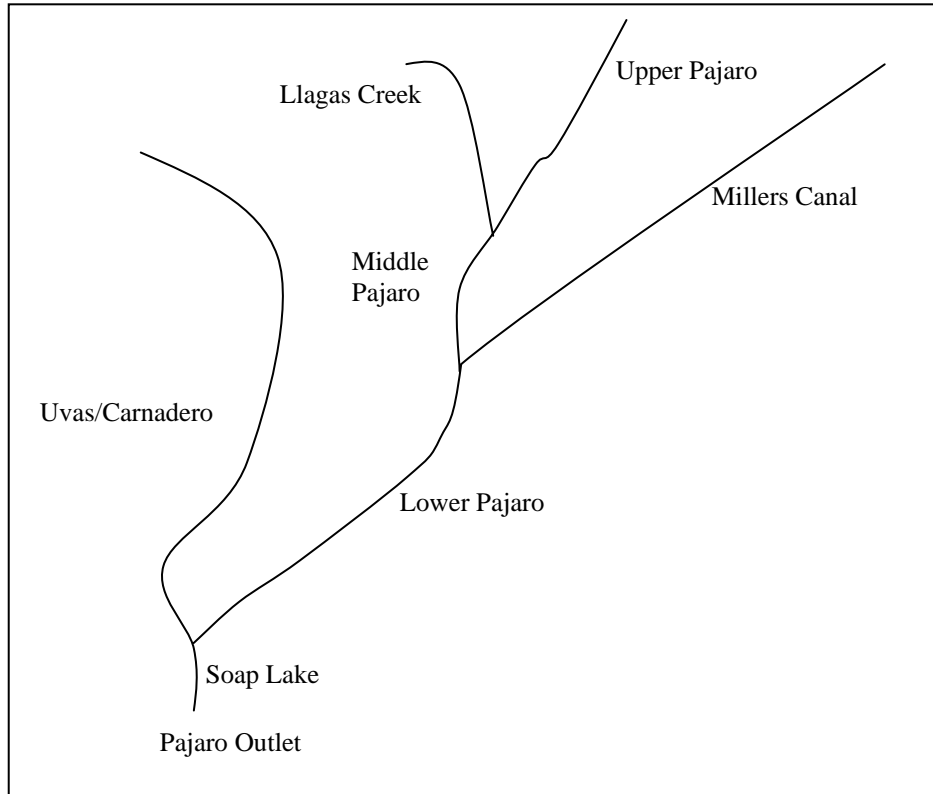 Upper Pajaro
Llagas Creek
Millers Canal
Middle
Pajaro
Uvas/Carnadero
Lower Pajaro
Soap Lake
Pajaro Outlet